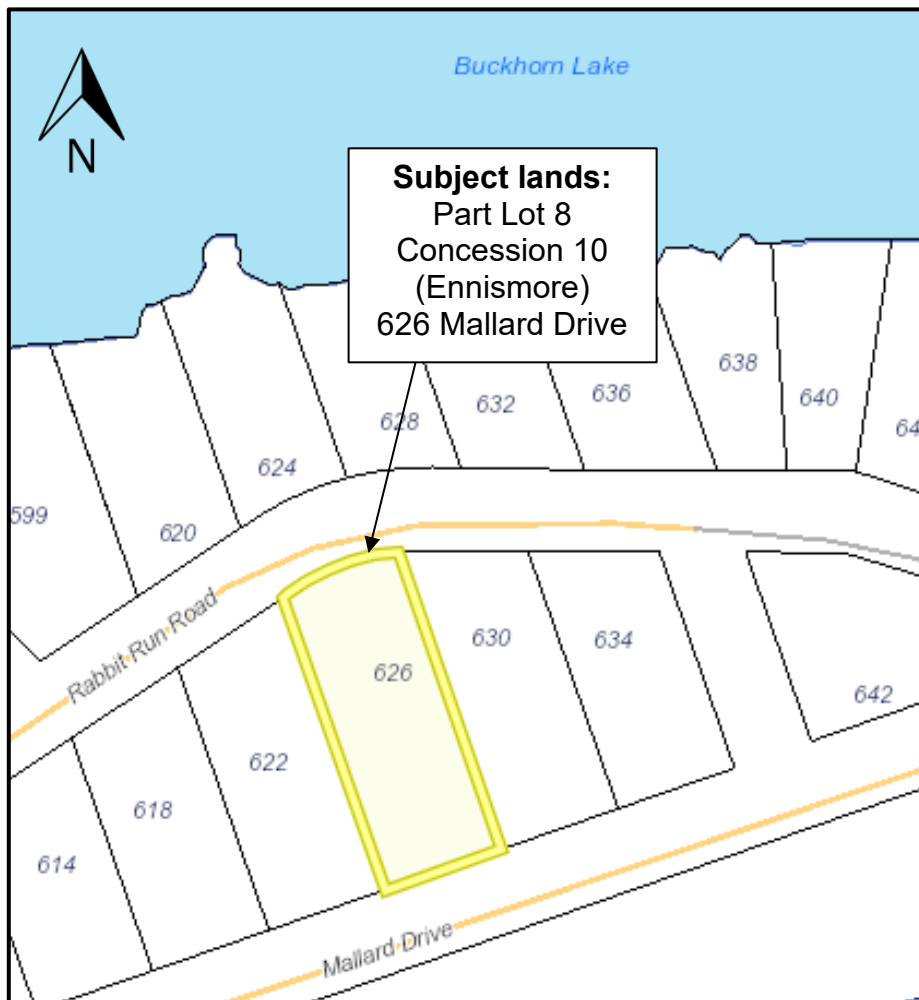 Buckhorn Lake
N
Subject lands:
Part Lot 8
Concession 10
(Ennismore)
626 Mallard Drive
638
640
636
632
628
624
620
599
Rabbit Run Road
630
634
626
642
622
618
614
Mallard Drive